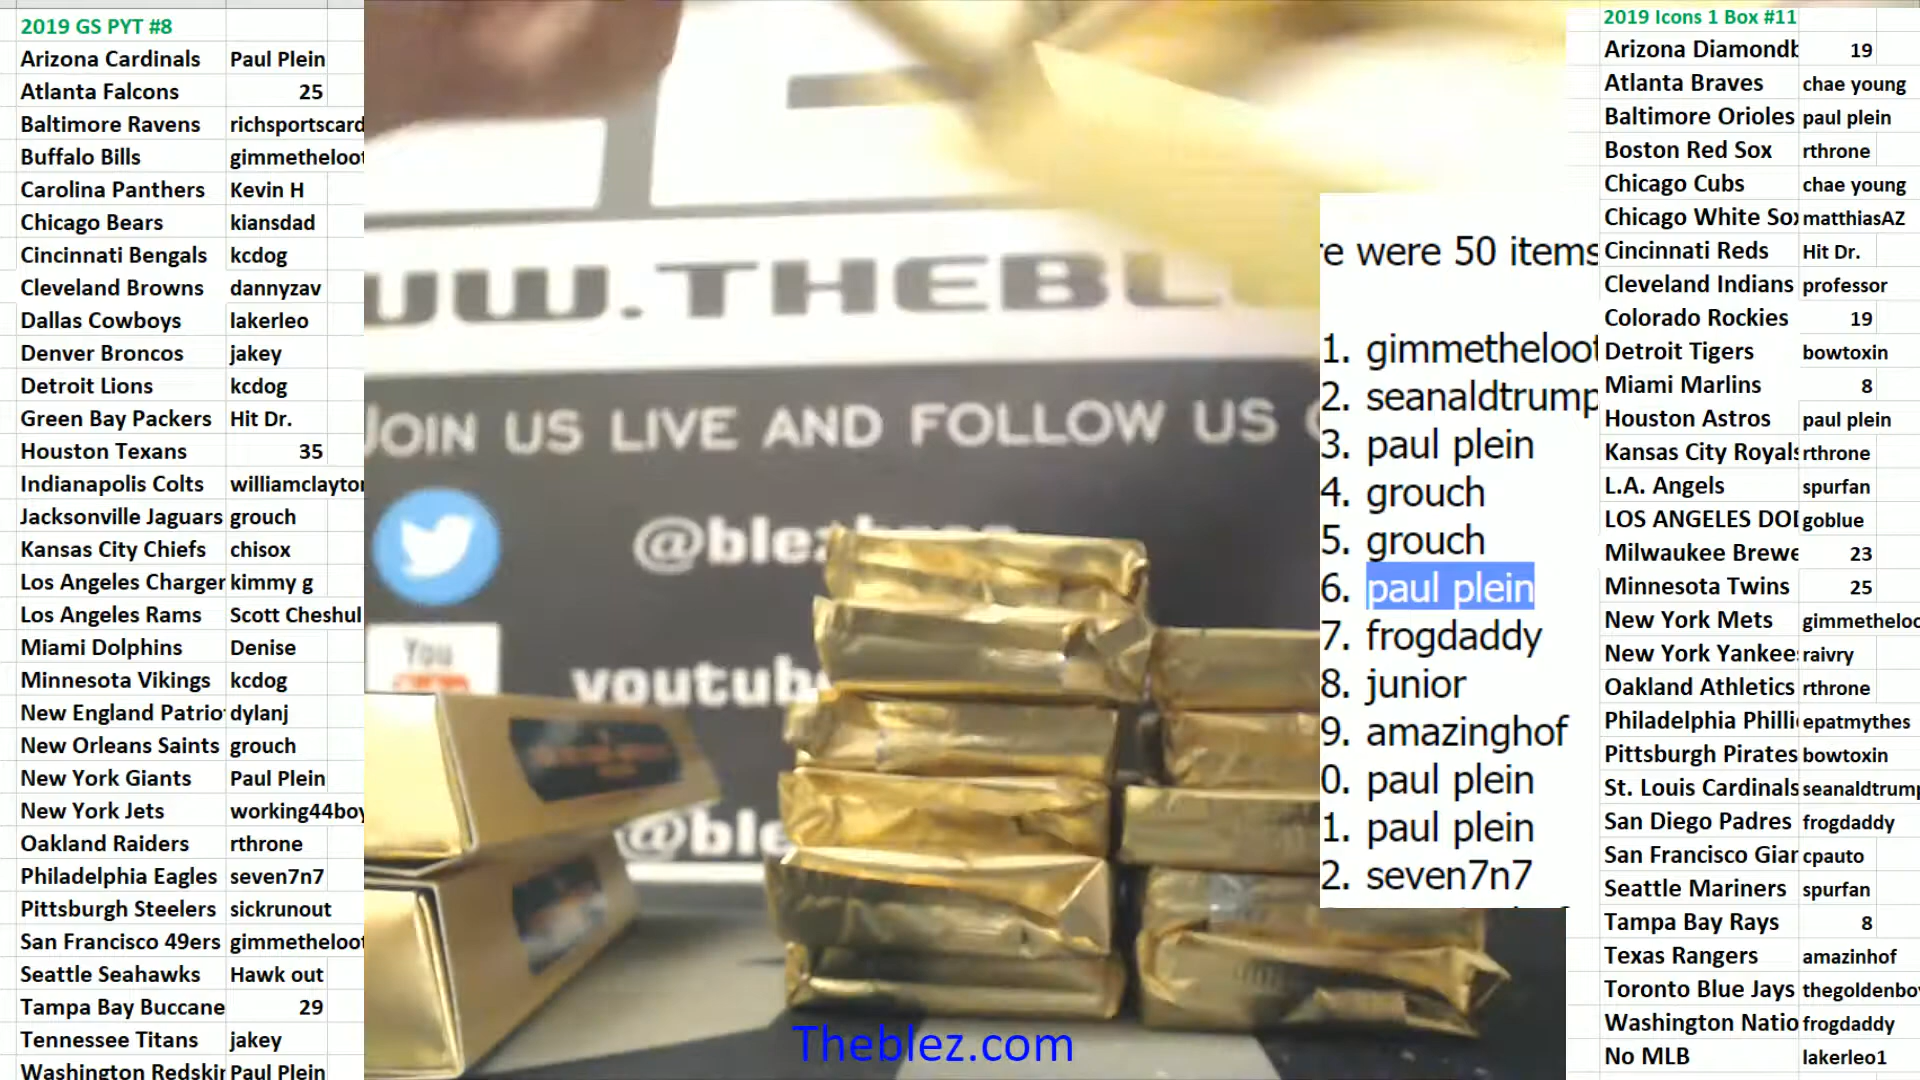 2019 GS PYT #8
Arizona Cardinals Paul Plein
Atlanta Falcons 25
Baltimore Ravens richsportscard
Buffalo Bills gimmetheloot
Carolina Panthers Kevin H
Chicago Bears kiansdad
Cincinnati Bengals kcdog
Cleveland Browns dannyzav
Dallas Cowboys lakerleo
Denver Broncos jakey
Detroit Lions kcdog
Green Bay Packers Hit Dr.
Houston Texans 35
Indianapolis Colts williamclayton
Jacksonville Jaguars grouch
Kansas City Chiefs chisox
Los Angeles Charger kimmy g
Los Angeles Rams Scott Cheshul
Miami Dolphins Denise
Minnesota Vikings kcdog
New England Patrio dylanj
New Orleans Saints grouch
New York Giants Paul Plein
New York Jets working44boy
Oakland Raiders rthrone
Philadelphia Eagles seven7n7
Pittsburgh Steelers sickrunout
San Francisco 49ers gimmetheloot
Seattle Seahawks Hawk out
Tampa Bay Buccane 29
Tennessee Titans jakey
Washington Redskin Paul Plein
WW.THEBL
JOIN US LIVE AND FOLLOW US
@blez
You
youtub
@ble
Theblez.com
re were 50 items
1. gimmetheloot
2. seanaldtrump
3. paul plein
4. grouch
5. grouch
6. paul plein
7. frogdaddy
8. junior
9. amazinghof
0. paul plein
1. paul plein
2. seven7n7
2019 Icons 1 Box #11
Arizona Diamondb 19
Atlanta Braves chae young
Baltimore Orioles paul plein
Boston Red Sox rthrone
Chicago Cubs chae young
Chicago White Sox matthiasAZ
Cincinnati Reds Hit Dr.
Cleveland Indians professor
Colorado Rockies 19
Detroit Tigers bowtoxin
Miami Marlins 8
Houston Astros paul plein
Kansas City Royals rthrone
L.A. Angels spurfan
LOS ANGELES DOD goblue
Milwaukee Brewe 23
Minnesota Twins 25
New York Mets gimmetheloo
New York Yankee raivry
Oakland Athletics rthrone
Philadelphia Philli epatmythes
Pittsburgh Pirates bowtoxin
St. Louis Cardinals seanaldtrump
San Diego Padres frogdaddy
San Francisco Gian cpauto
Seattle Mariners spurfan
Tampa Bay Rays 8
Texas Rangers amazinhof
Toronto Blue Jays thegoldenboy
Washington Natio frogdaddy
No MLB lakerleo1